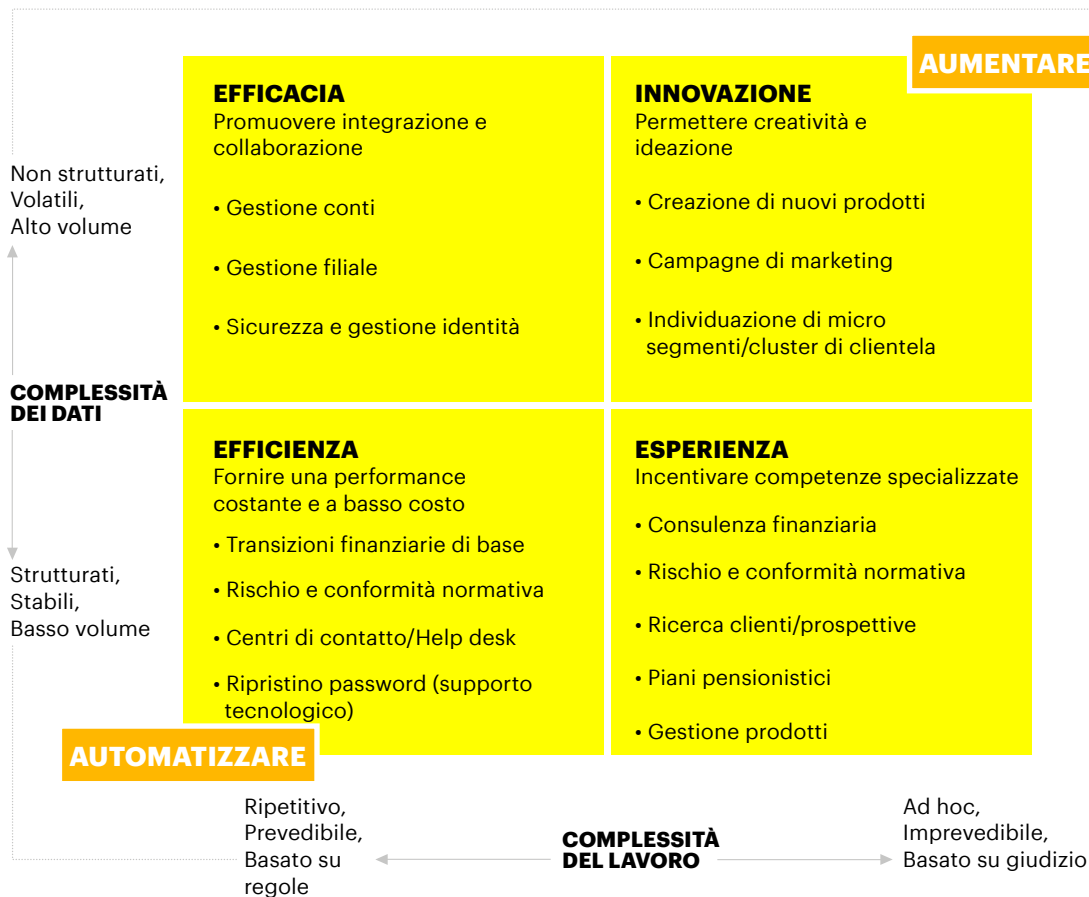 AUMENTARE
EFFICACIA
Promuovere integrazione e
collaborazione
• Gestione conti
• Gestione filiale
• Sicurezza e gestione identità
INNOVAZIONE
Permettere creatività e
ideazione
• Creazione di nuovi prodotti
• Campagne di marketing
• Individuazione di micro
segmenti/cluster di clientela
Non strutturati,
Volatili,
Alto volume
COMPLESSITÀ
DEI DATI
Strutturati,
Stabili,
Basso volume
EFFICIENZA
Fornire una performance
costante e a basso costo
• Transizioni finanziarie di base
• Rischio e conformità normativa
• Centri di contatto/Help desk
• Ripristino password (supporto
tecnologico)
ESPERIENZA
Incentivare competenze specializzate
• Consulenza finanziaria
• Rischio e conformità normativa
• Ricerca clienti/prospettive
• Piani pensionistici
• Gestione prodotti
AUTOMATIZZARE
Ripetitivo,
Prevedibile,
Basato su
regole
COMPLESSITÀ
DEL LAVORO
Ad hoc,
Imprevedibile,
Basato su giudizio